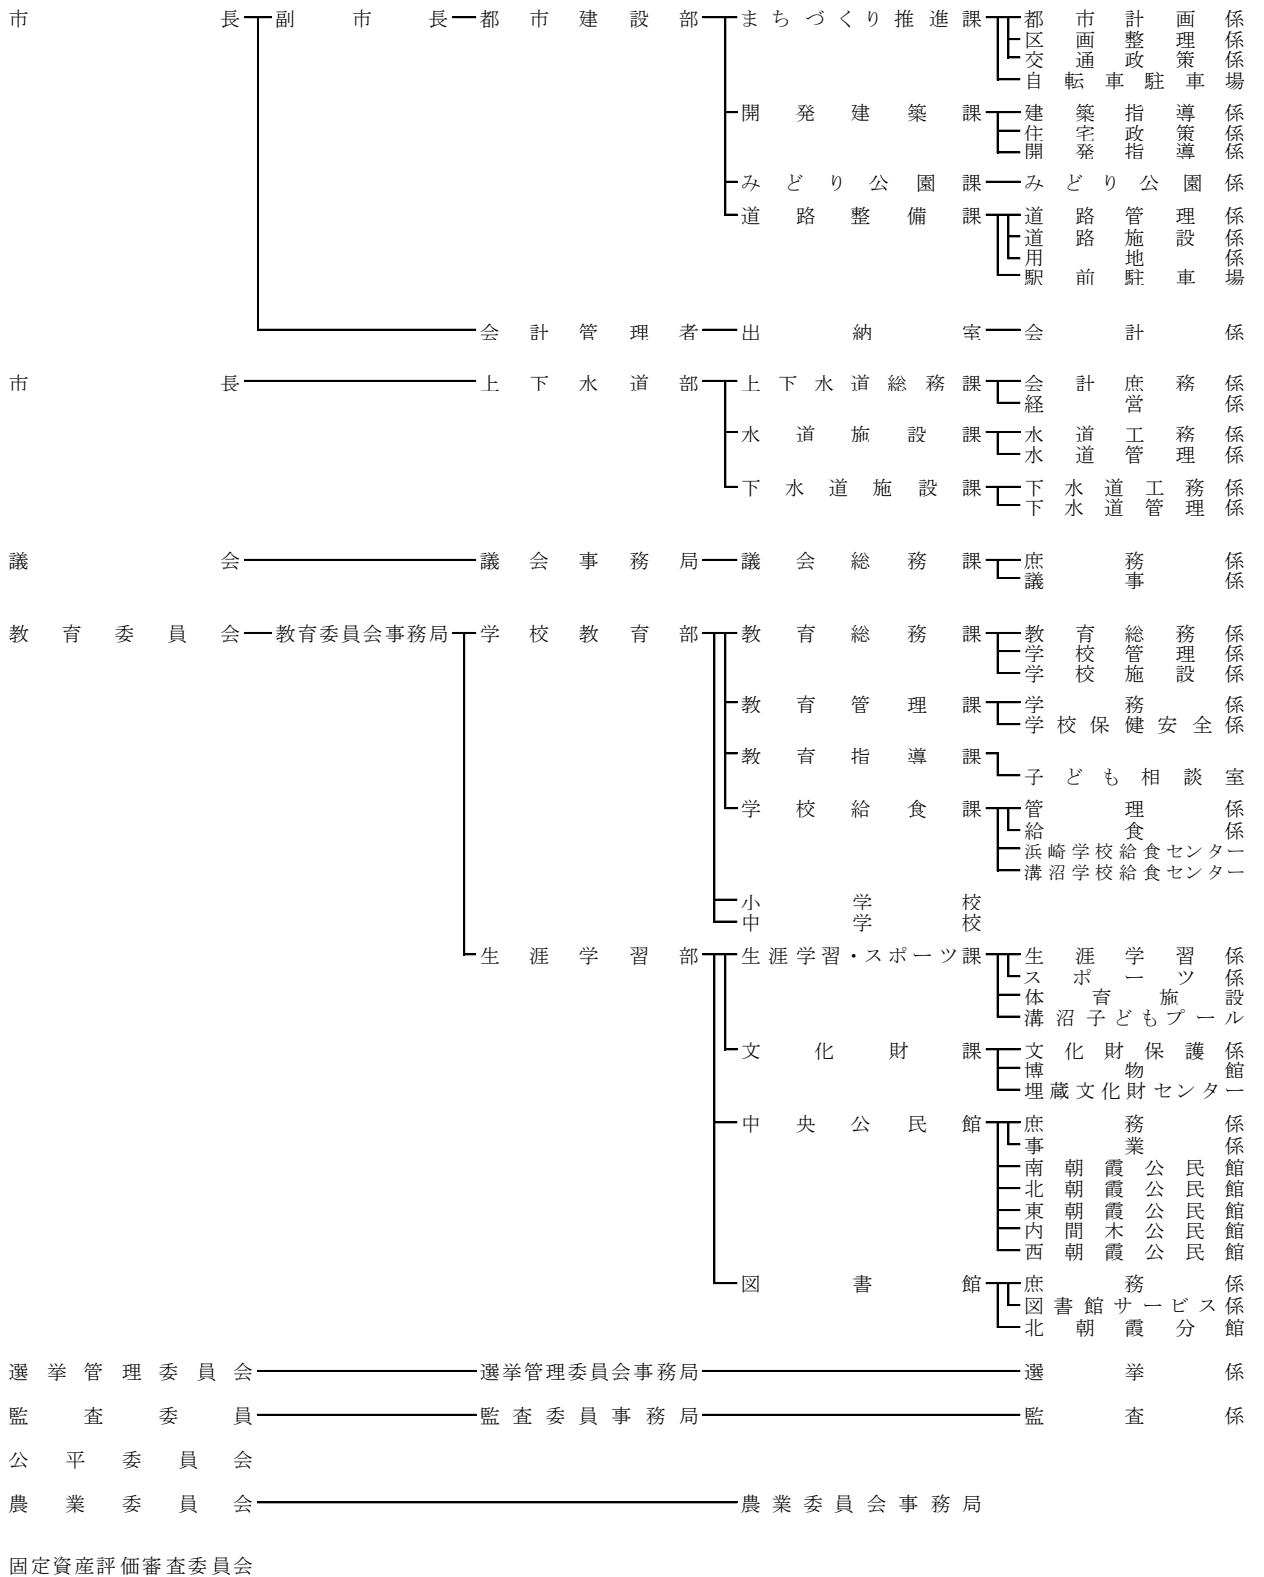 市長 副市長 都市建設部 まちづくり推進課 都市計画係
区画整理係
交通政策係
自転車駐車場
開発建築課 建築指導係
住宅政策係
開発指導係
みどり公園課 みどり公園係
道路整備課 道路管理係
道路施設係
用地係
駅前駐車場
会計管理者 出納室 会計係
市長 上下水道部 上下水道総務課 会計庶務係
経営係
水道施設課 水道工務係
水道管理係
下水道施設課 下水道工務係
下水道管理係
議会 議会事務局 議会総務課 庶務係
議事係
教育委員会 教育委員会事務局 学校教育部 教育総務課 教育総務係
学校管理係
学校施設係
教育管理課 学務係
学校保健安全係
教育指導課
子ども相談室
学校給食課 管理係
給食係
浜崎学校給食センター
溝沼学校給食センター
小学校
中学校
生涯学習部 生涯学習・スポーツ課 生涯学習係
スポーツ係
体育施設
溝沼子どもプール
文化財課 文化財保護係
博物館
埋蔵文化財センター
中央公民館 庶務係
事業係
南朝霞公民館
北朝霞公民館
東朝霞公民館
内間木公民館
西朝霞公民館
図書館 庶務係
図書館サービス係
北朝霞分館
選挙管理委員会 選挙管理委員会事務局 選挙係
監査委員 監査委員事務局 監査係
公平委員会
農業委員会 農業委員会事務局
固定資産評価審査委員会